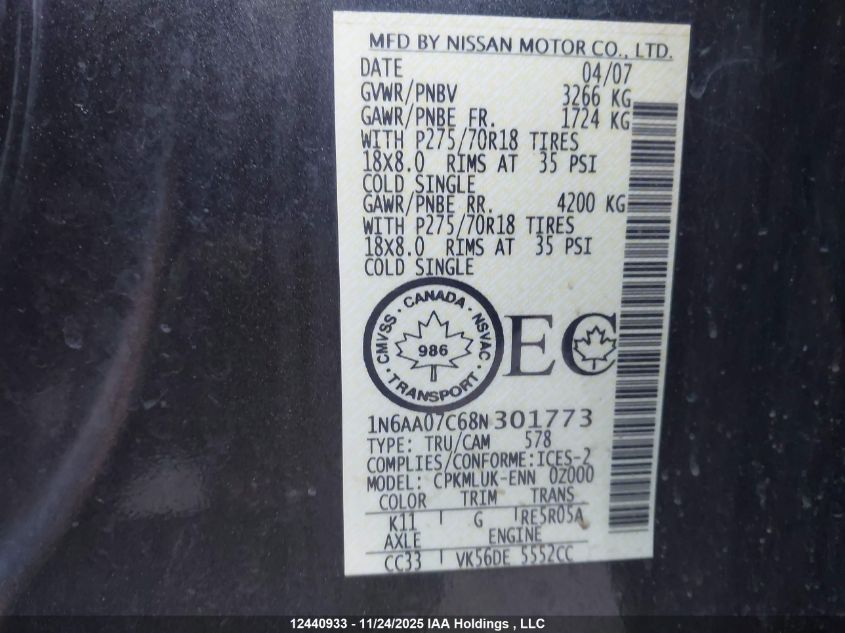 MFD BY NISSAN MOTOR CO., LTD.
DATE 04/07
GVWR/PNBV 3266 KG
GAWR/PNBE FR. 1724 KG
WITH P275/70R18 TIRES
18X8.0 RIMS AT 35 PSI
COLD SINGLE
GAWR/PNBE RR. 4200 KG
WITH P275/70R18 TIRES
18X8.0 RIMS AT 35 PSI
COLD SINGLE
CMVSS · CANADA · NSVAC · TRANSPORT ·
986
EC
1N6AA07C68N301773
TYPE: TRU/CAM 578
COMPLIES/CONFORME:ICES-2
MODEL: CPKMLUK-ENN 0Z000
COLOR TRIM TRANS
K11 G RE5R05A
AXLE ENGINE
CC33 VK56DE 5552CC
12440933 - 11/24/2025 IAA Holdings , LLC